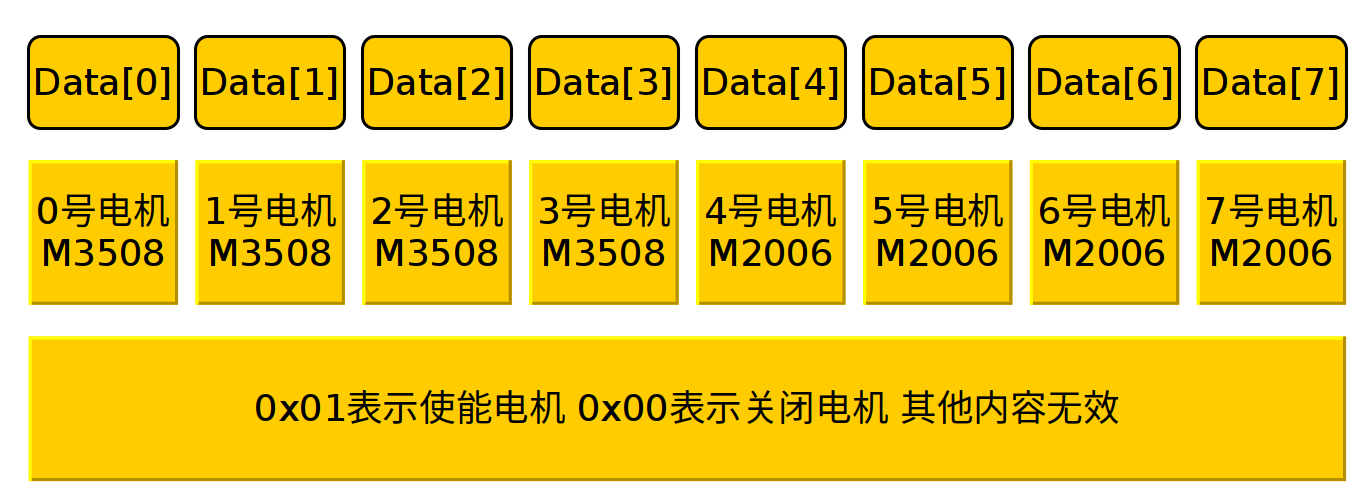 Data[0] Data[1] Data[2] Data[3] Data[4] Data[5] Data[6] Data[7]
0号电机 1号电机 2号电机 3号电机 4号电机 5号电机 6号电机 7号电机
M3508 M3508 M3508 M3508 M2006 M2006 M2006 M2006
0x01表示使能电机 0x00表示关闭电机 其他内容无效